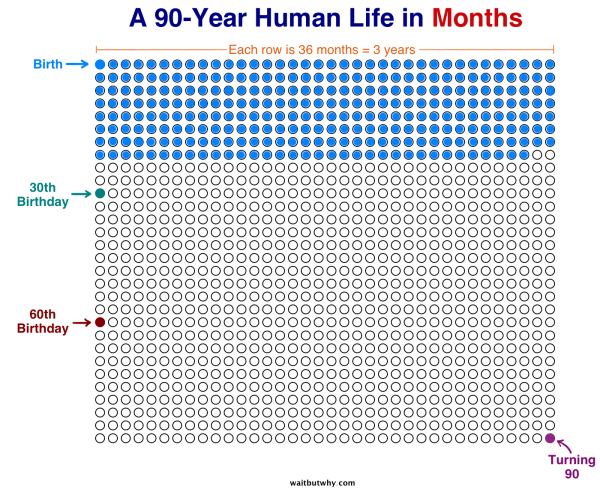 A 90-Year Human Life in Months
Each row is 36 months = 3 years
Birth
30th
Birthday
60th
Birthday
Turning
90
waitbutwhy.com